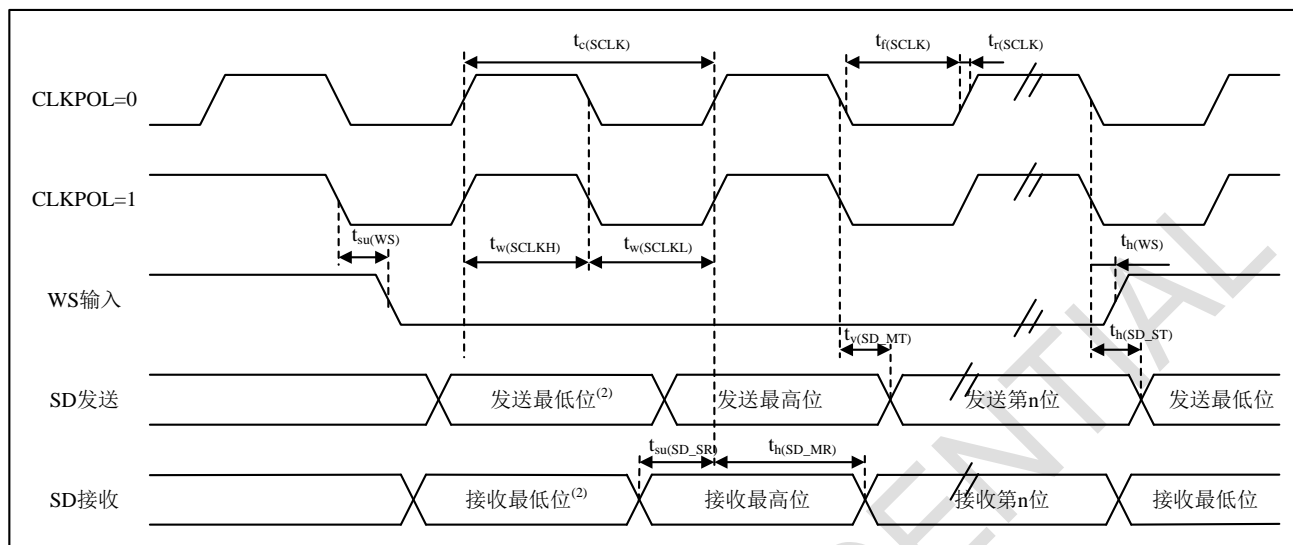 t_c(SCLK)
t_f(SCLK)
t_r(SCLK)
CLKPOL=0
CLKPOL=1
t_su(WS)
t_w(SCLKH)
t_w(SCLKL)
t_h(WS)
WS输入
t_v(SD_MT)
t_h(SD_ST)
SD发送
发送最低位(2)
发送最高位
发送第n位
发送最低位
t_su(SD_SR)
t_h(SD_MR)
SD接收
接收最低位(2)
接收最高位
接收第n位
接收最低位
ENTIAL